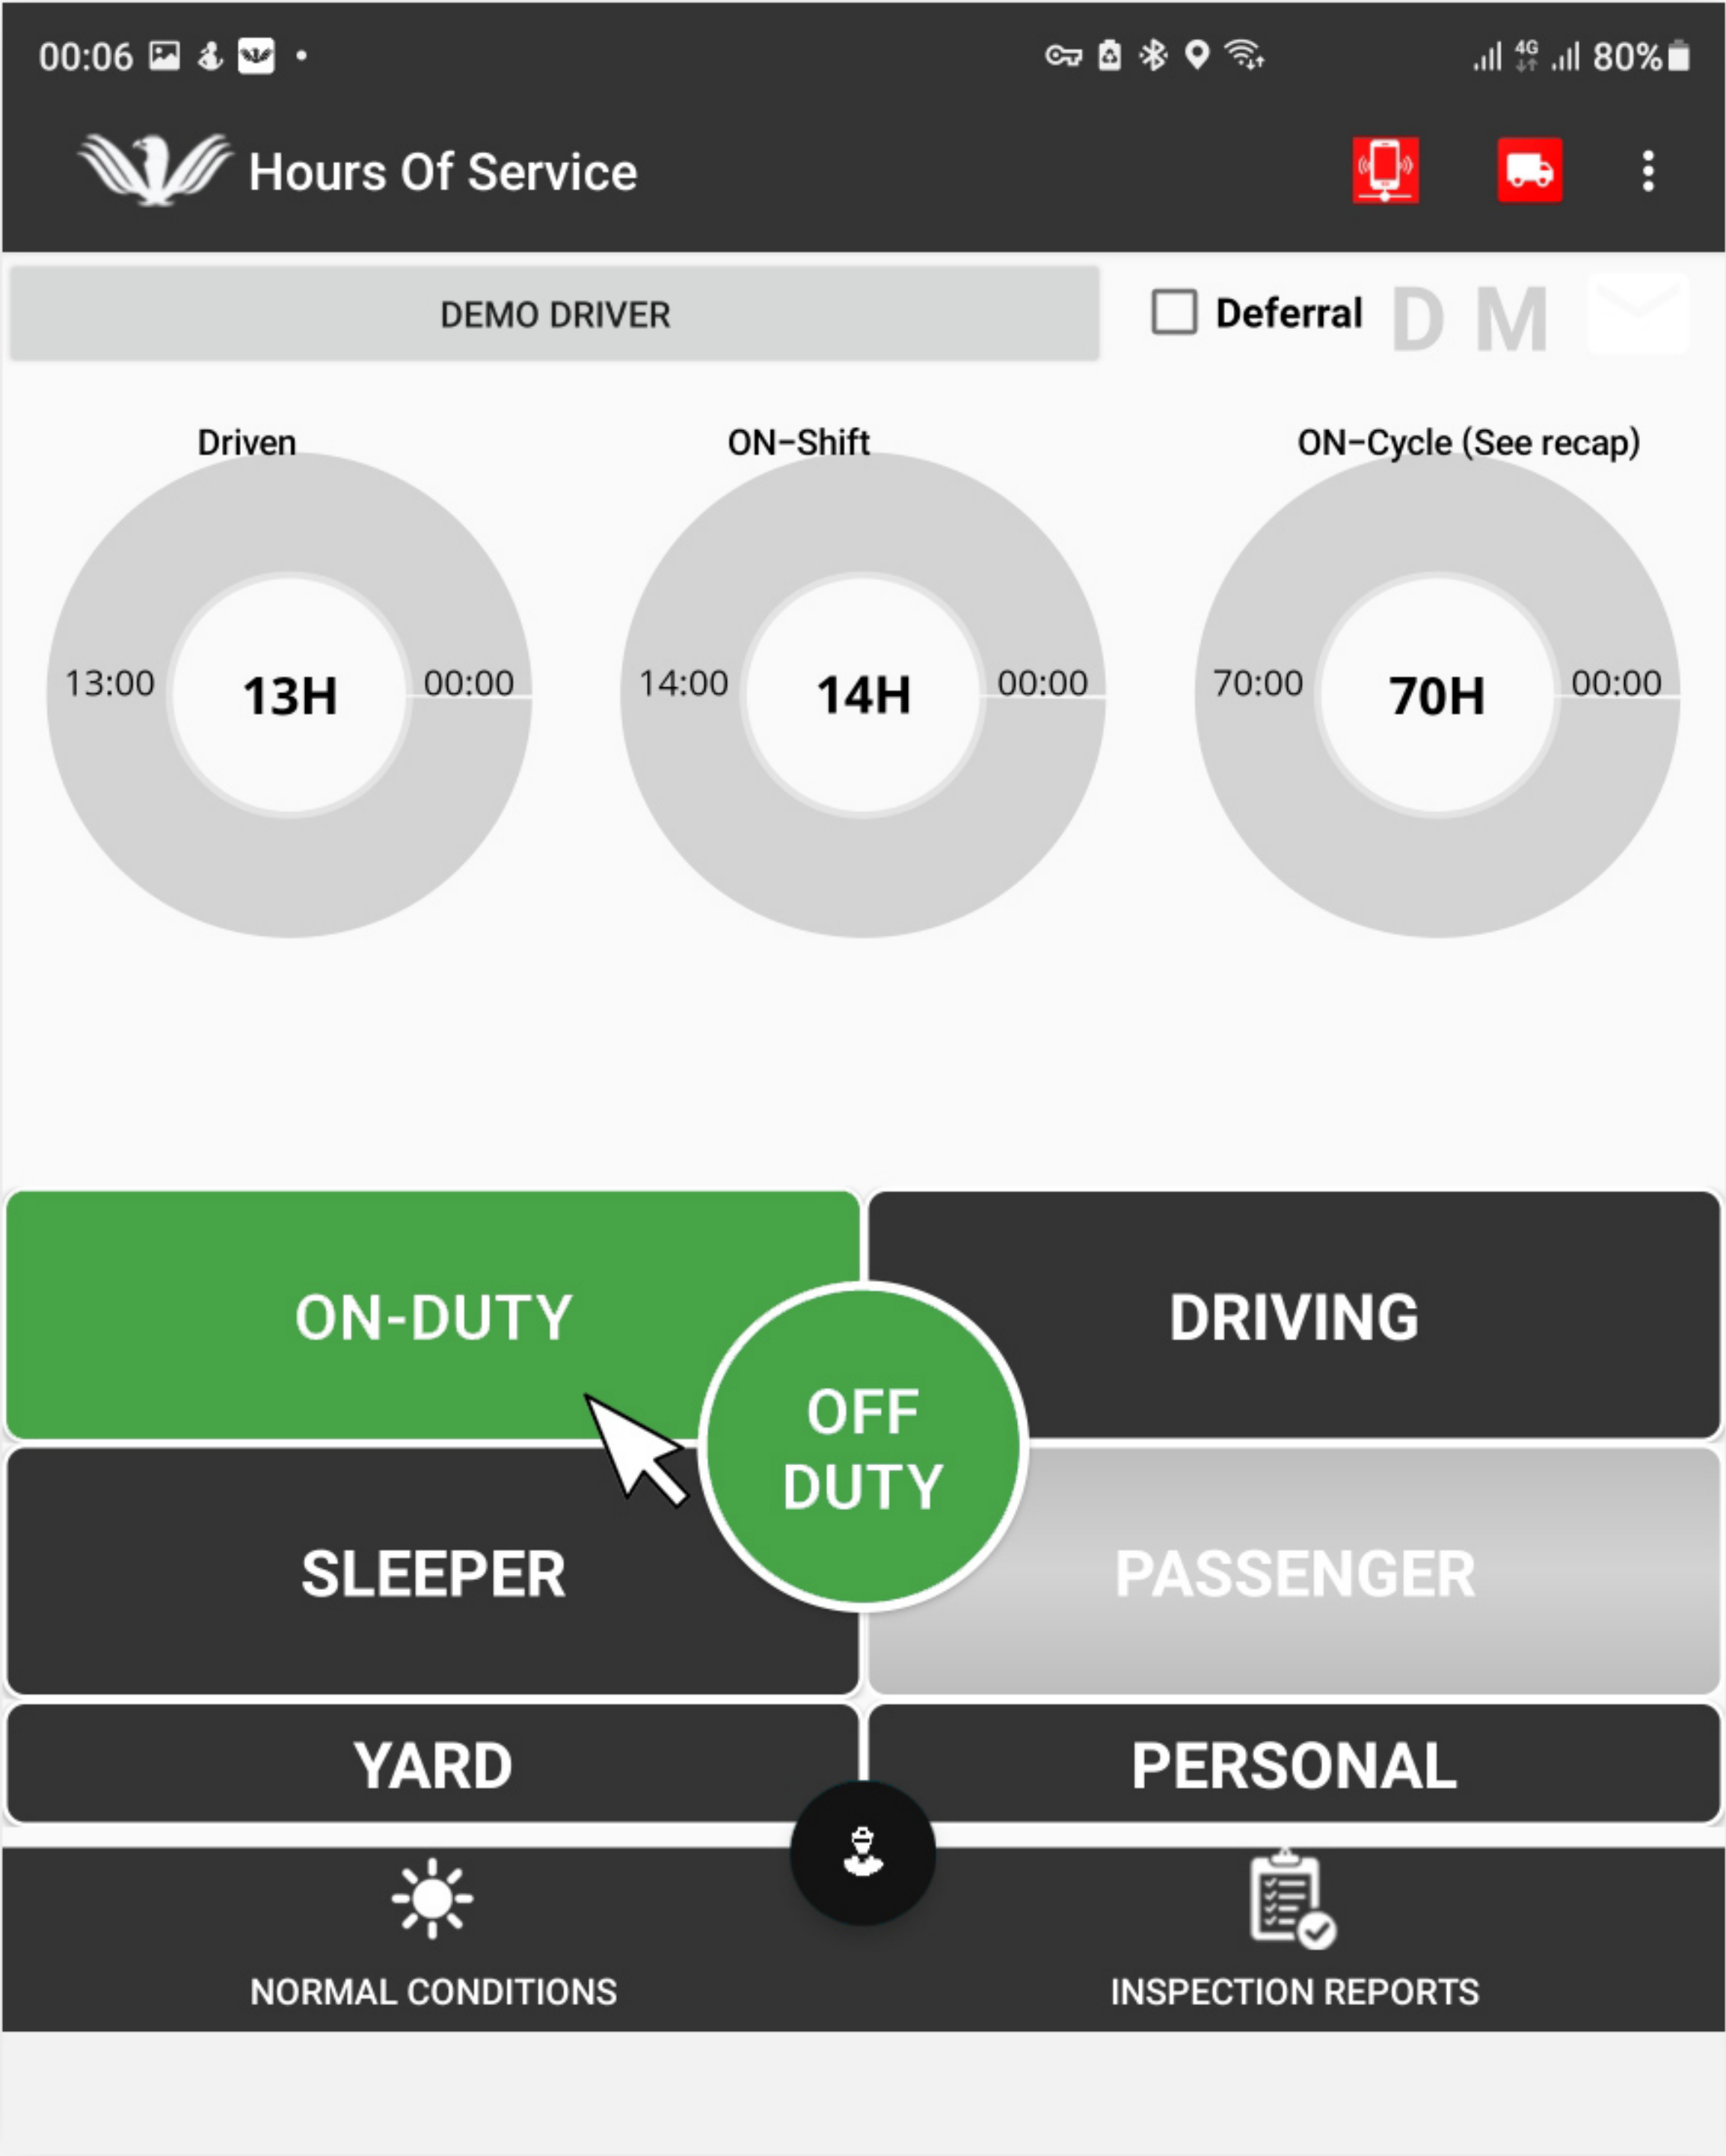 00:06
4G
80%
Hours Of Service
DEMO DRIVER
Deferral D M
Driven
ON-Shift
ON-Cycle (See recap)
13:00 13H 00:00
14:00 14H 00:00
70:00 70H 00:00
ON-DUTY
DRIVING
OFF
DUTY
SLEEPER
PASSENGER
YARD
PERSONAL
NORMAL CONDITIONS
INSPECTION REPORTS